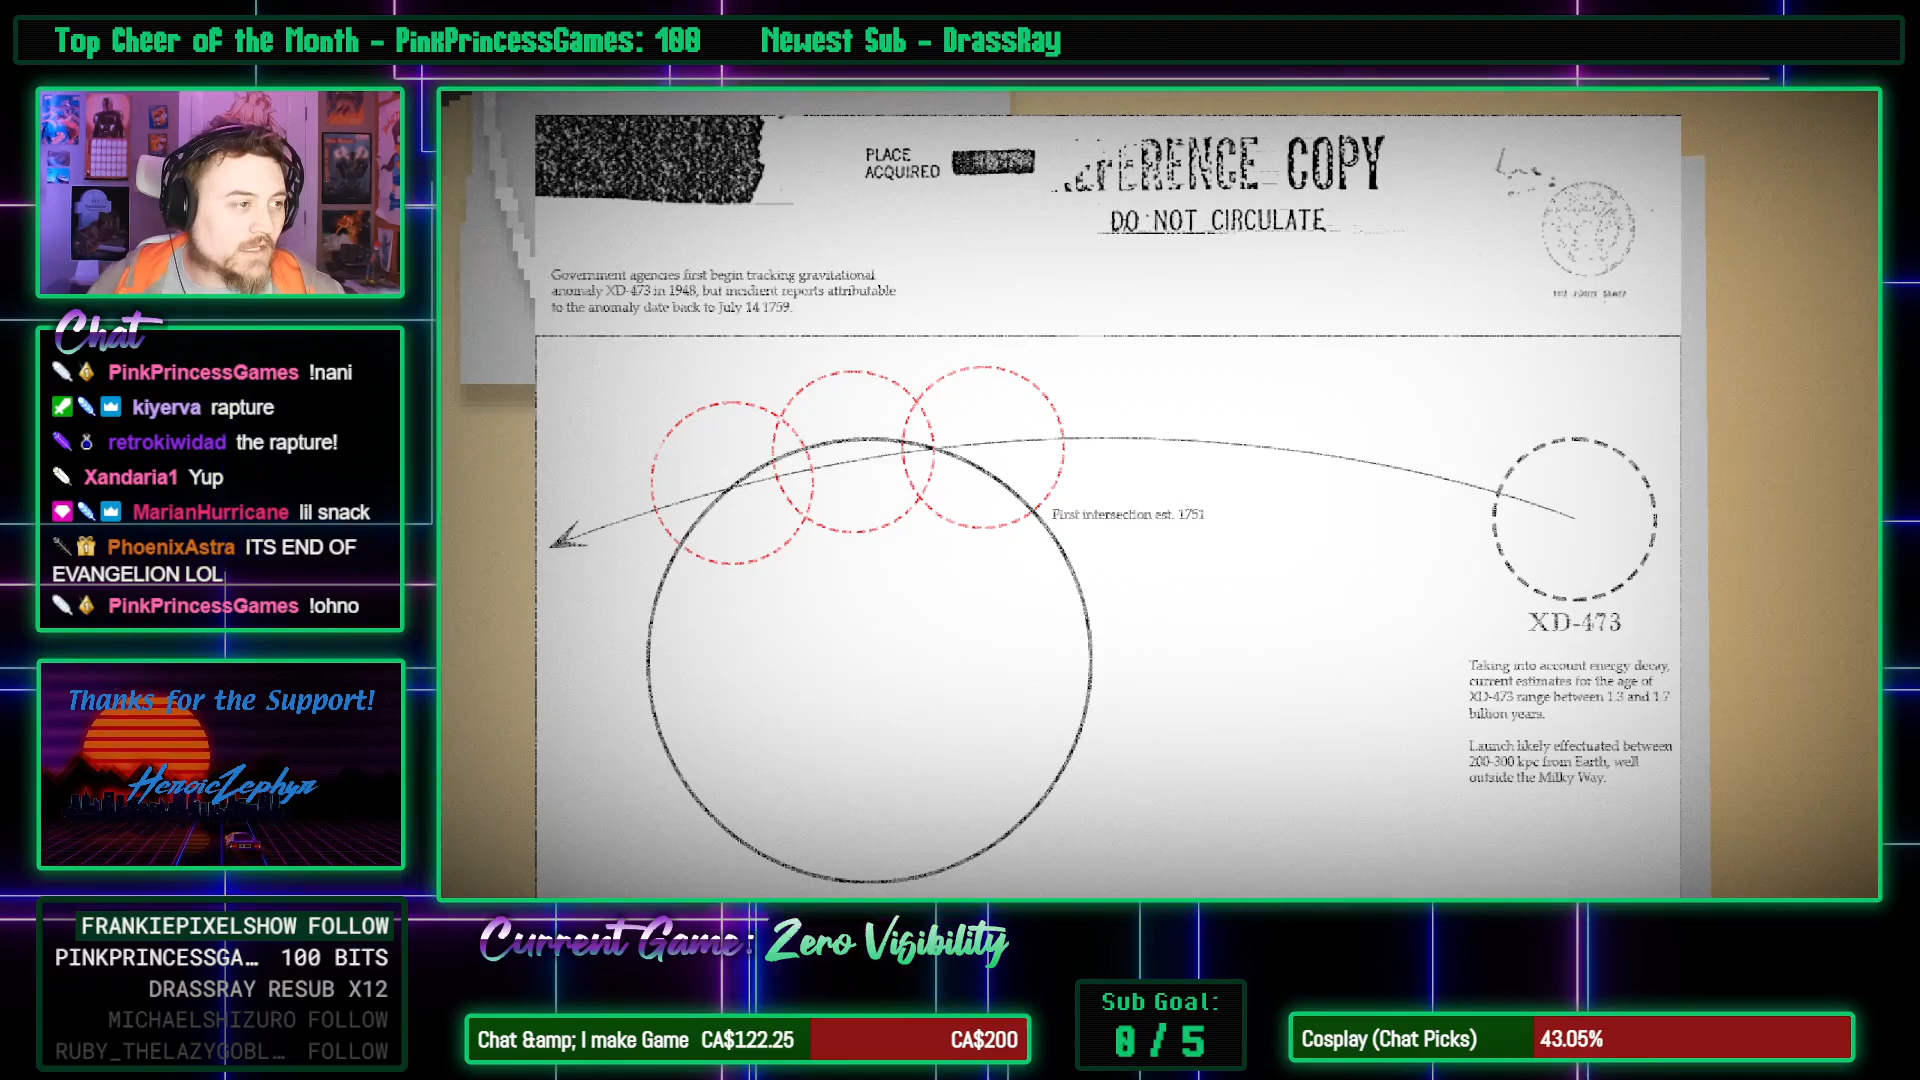 Top Cheer of the Month - PinkPrincessGames: 100 Newest Sub - DrassRay
Chat
PinkPrincessGames !nani
kiyerva rapture
retrokiwidad the rapture!
Xandaria1 Yup
MarianHurricane lil snack
PhoenixAstra ITS END OF
EVANGELION LOL
PinkPrincessGames !ohno
Thanks for the Support!
HeroicZephyr
FRANKIEPIXELSHOW FOLLOW
PINKPRINCESSGA… 100 BITS
DRASSRAY RESUB X12
MICHAELSHIZURO FOLLOW
RUBY_THELAZYGOBL… FOLLOW
PLACE
ACQUIRED
COPY
DO NOT CIRCULATE
Government agencies first begin tracking gravitational
anomaly XD-473 in 1948, but incident reports attributable
to the anomaly date back to July 14 1759.
First intersection est. 1751
XD-473
Taking into account energy decay,
current estimates for the age of
XD-473 range between 1.3 and 1.7
billion years.
Launch likely effectuated between
200-300 kpc from Earth, well
outside the Milky Way.
Current Game: Zero Visibility
Chat &amp; I make Game CA$122.25 CA$200
Sub Goal:
0 / 5
Cosplay (Chat Picks) 43.05%